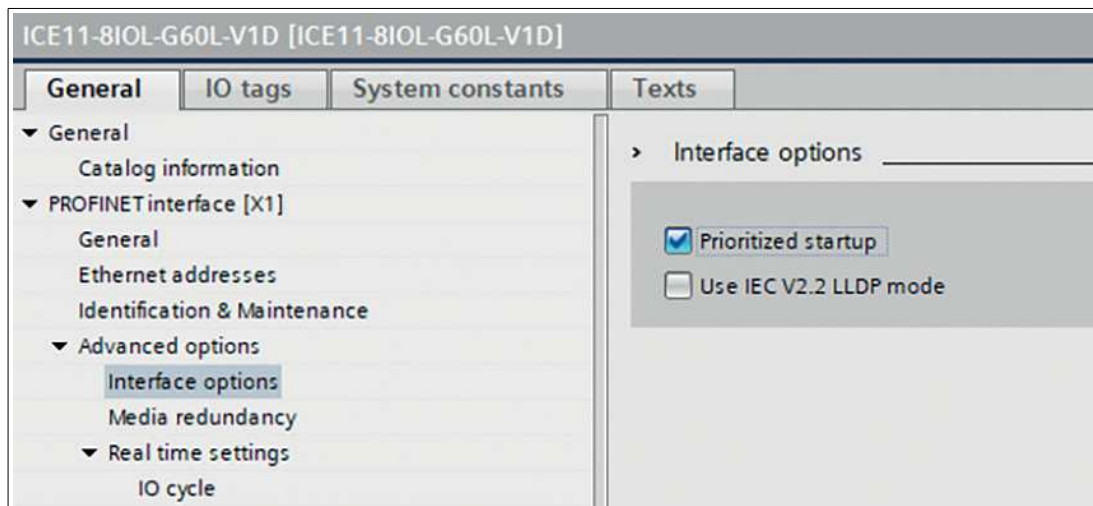 ICE11-8IOL-G60L-V1D [ICE11-8IOL-G60L-V1D]
General IO tags System constants Texts
General
Catalog information
PROFINET interface [X1]
General
Ethernet addresses
Identification & Maintenance
Advanced options
Interface options
Media redundancy
Real time settings
IO cycle
Interface options
Prioritized startup
Use IEC V2.2 LLDP mode